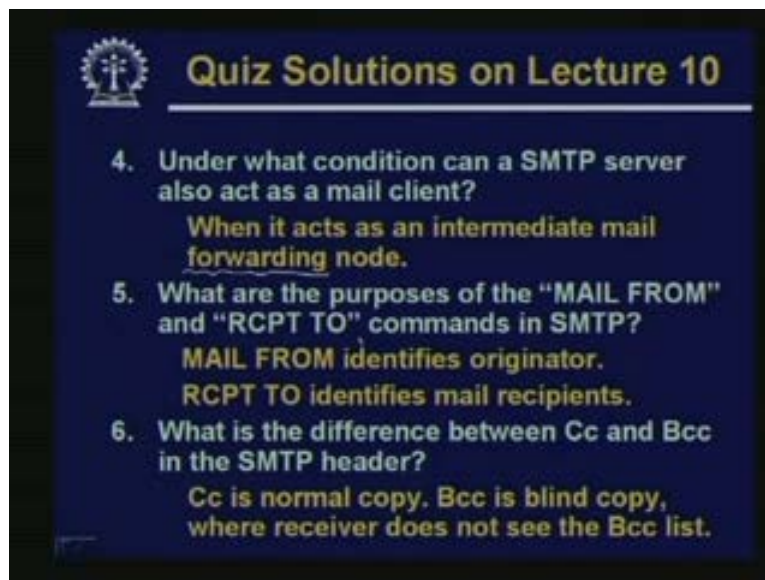 Quiz Solutions on Lecture 10
4. Under what condition can a SMTP server
also act as a mail client?
When it acts as an intermediate mail
forwarding node.
5. What are the purposes of the “MAIL FROM”
and “RCPT TO” commands in SMTP?
MAIL FROM identifies originator.
RCPT TO identifies mail recipients.
6. What is the difference between Cc and Bcc
in the SMTP header?
Cc is normal copy. Bcc is blind copy,
where receiver does not see the Bcc list.